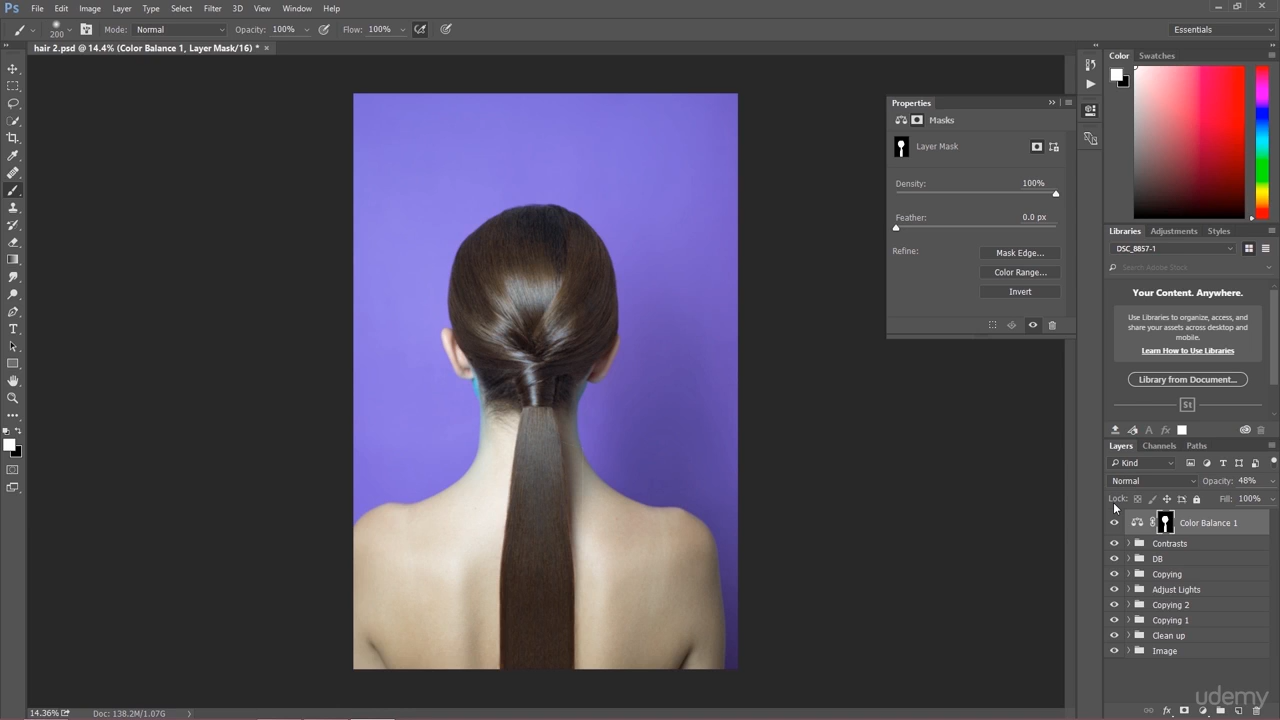 Ps File Edit Image Layer Type Select Filter 3D View Window Help
200 Mode: Normal Opacity: 100% Flow: 100% Essentials
hair 2.psd @ 14.4% (Color Balance 1, Layer Mask/16) * ×
Color Swatches
Properties
Masks
Layer Mask
Density: 100%
Feather: 0.0 px
Refine: Mask Edge...
Color Range...
Invert
Libraries Adjustments Styles
DSC_8857-1
Search Adobe Stock
Your Content. Anywhere.
Use Libraries to organize, access, and
share your assets across desktop and
mobile.
Learn How to Use Libraries
Library from Document...
St
Layers Channels Paths
Kind
Normal Opacity: 48%
Lock: Fill: 100%
Color Balance 1
Contrasts
DB
Copying
Adjust Lights
Copying 2
Copying 1
Clean up
Image
udemy
14.36% Doc: 138.2M/1.07G